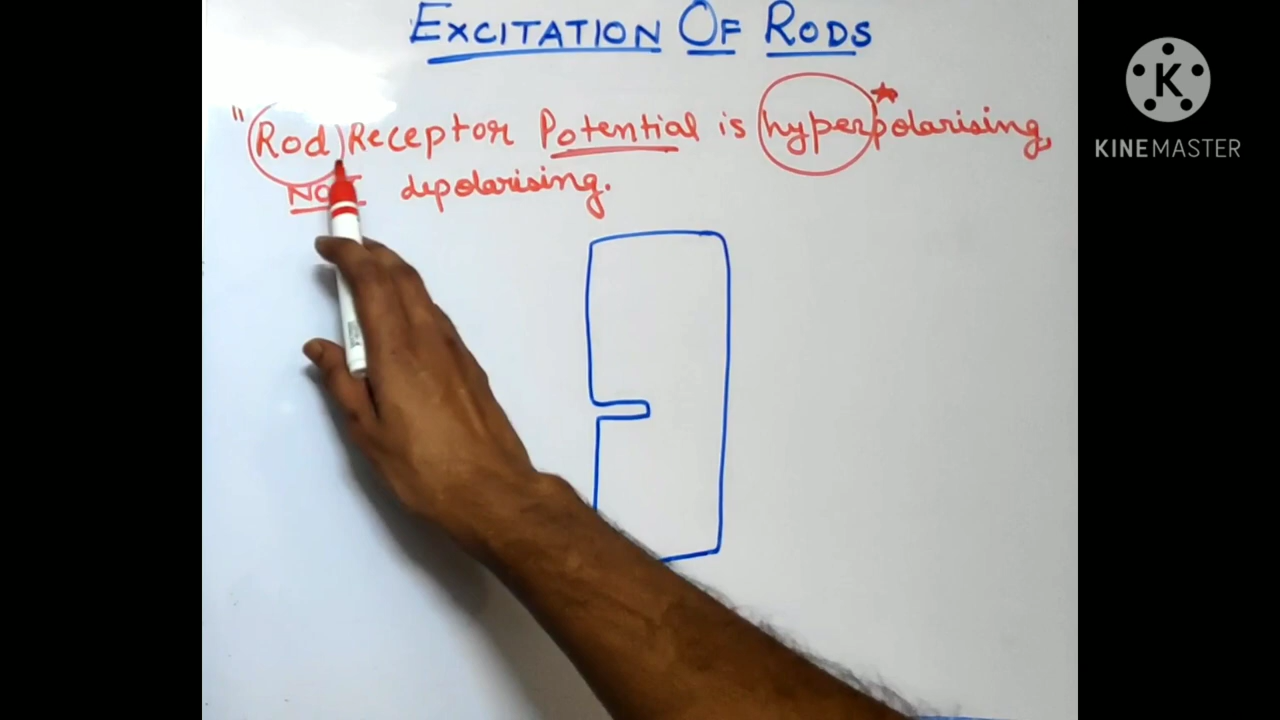 EXCITATION OF RODS
K
KINEMASTER
" Rod Receptor Potential is hyperpolarising,
NOT depolarising.